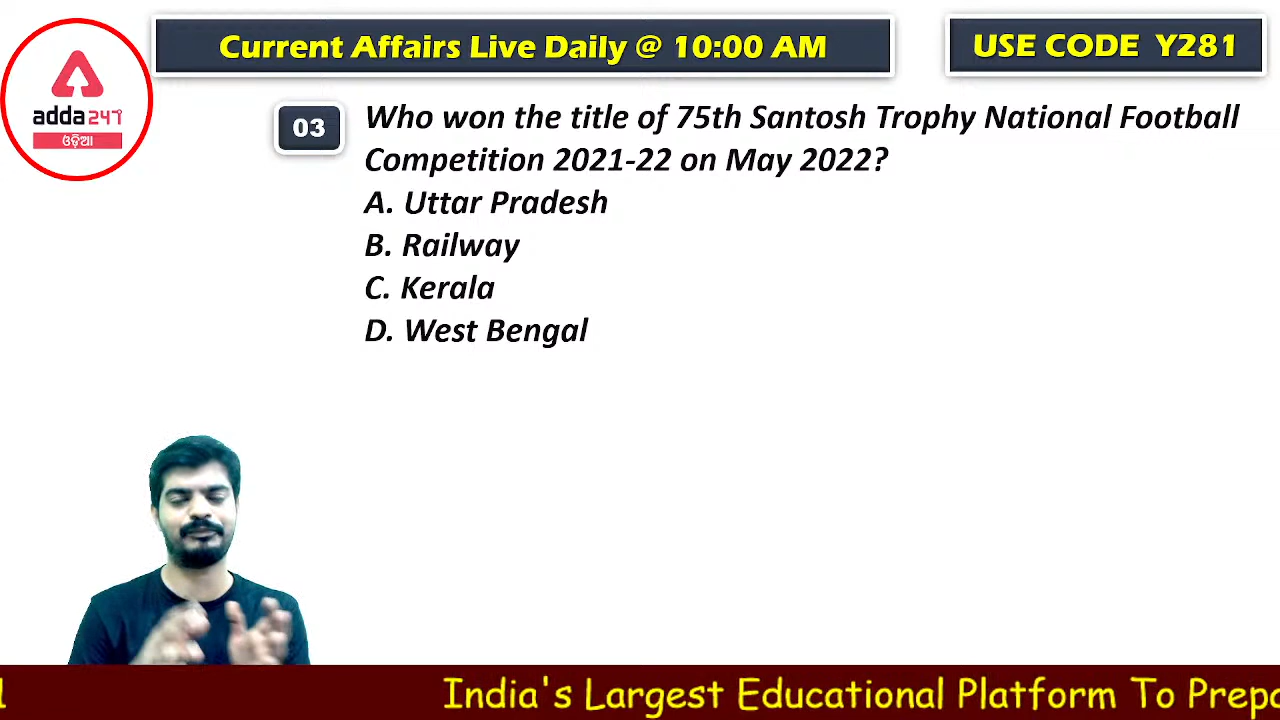 Current Affairs Live Daily @ 10:00 AM
USE CODE Y281
adda247
ଓଡ଼ିଆ
03
Who won the title of 75th Santosh Trophy National Football
Competition 2021-22 on May 2022?
A. Uttar Pradesh
B. Railway
C. Kerala
D. West Bengal
India's Largest Educational Platform To Prepa